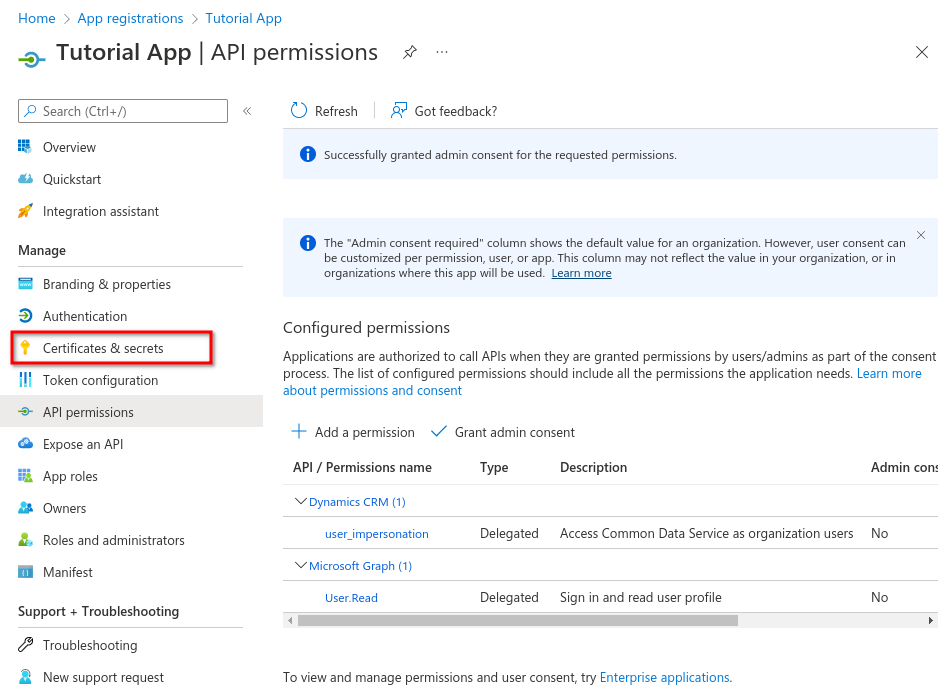 Home > App registrations > Tutorial App
Tutorial App | API permissions
Search (Ctrl+/)
Overview
Quickstart
Integration assistant
Manage
Branding & properties
Authentication
Certificates & secrets
Token configuration
API permissions
Expose an API
App roles
Owners
Roles and administrators
Manifest
Support + Troubleshooting
Troubleshooting
New support request
Refresh
Got feedback?
Successfully granted admin consent for the requested permissions.
The "Admin consent required" column shows the default value for an organization. However, user consent can
be customized per permission, user, or app. This column may not reflect the value in your organization, or in
organizations where this app will be used. Learn more
Configured permissions
Applications are authorized to call APIs when they are granted permissions by users/admins as part of the consent
process. The list of configured permissions should include all the permissions the application needs. Learn more
about permissions and consent
Add a permission
Grant admin consent
API / Permissions name Type Description Admin cons
Dynamics CRM (1)
user_impersonation Delegated Access Common Data Service as organization users No
Microsoft Graph (1)
User.Read Delegated Sign in and read user profile No
To view and manage permissions and user consent, try Enterprise applications.